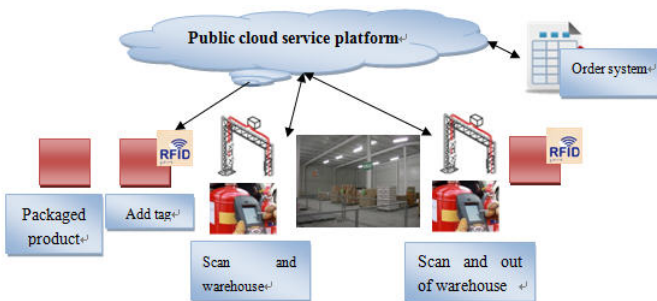 Public cloud service platform↵
Order system↵
RFID
RFID
Packaged
product↵
Add tag↵
Scan and
warehouse↵
Scan and out
of warehouse ↵